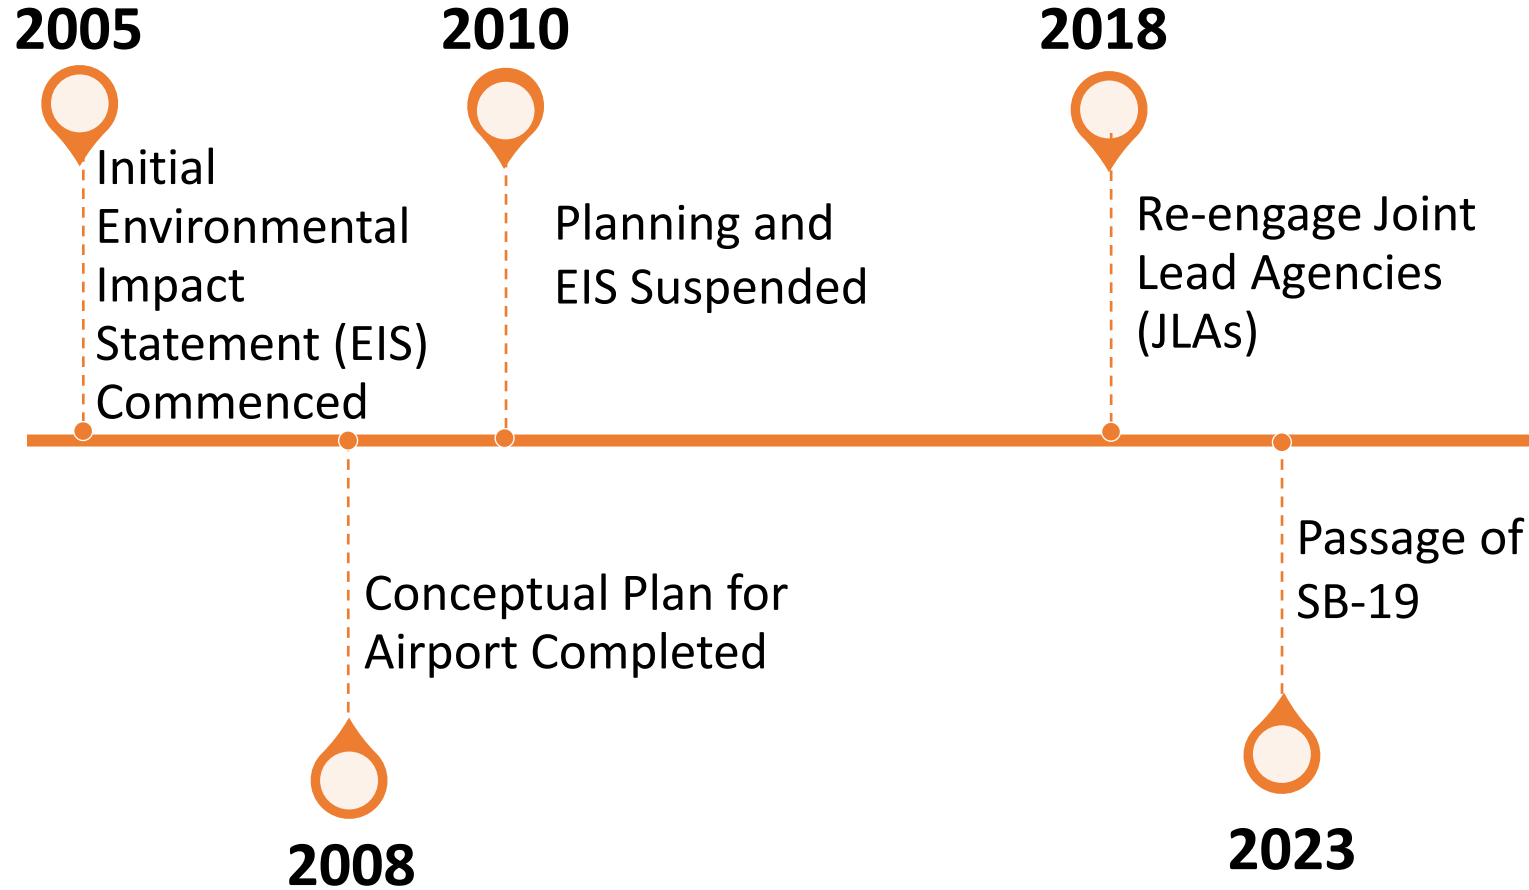 2005
Initial
Environmental
Impact
Statement (EIS)
Commenced
2008
Conceptual Plan for
Airport Completed
2010
Planning and
EIS Suspended
2018
Re-engage Joint
Lead Agencies
(JLAs)
2023
Passage of
SB-19